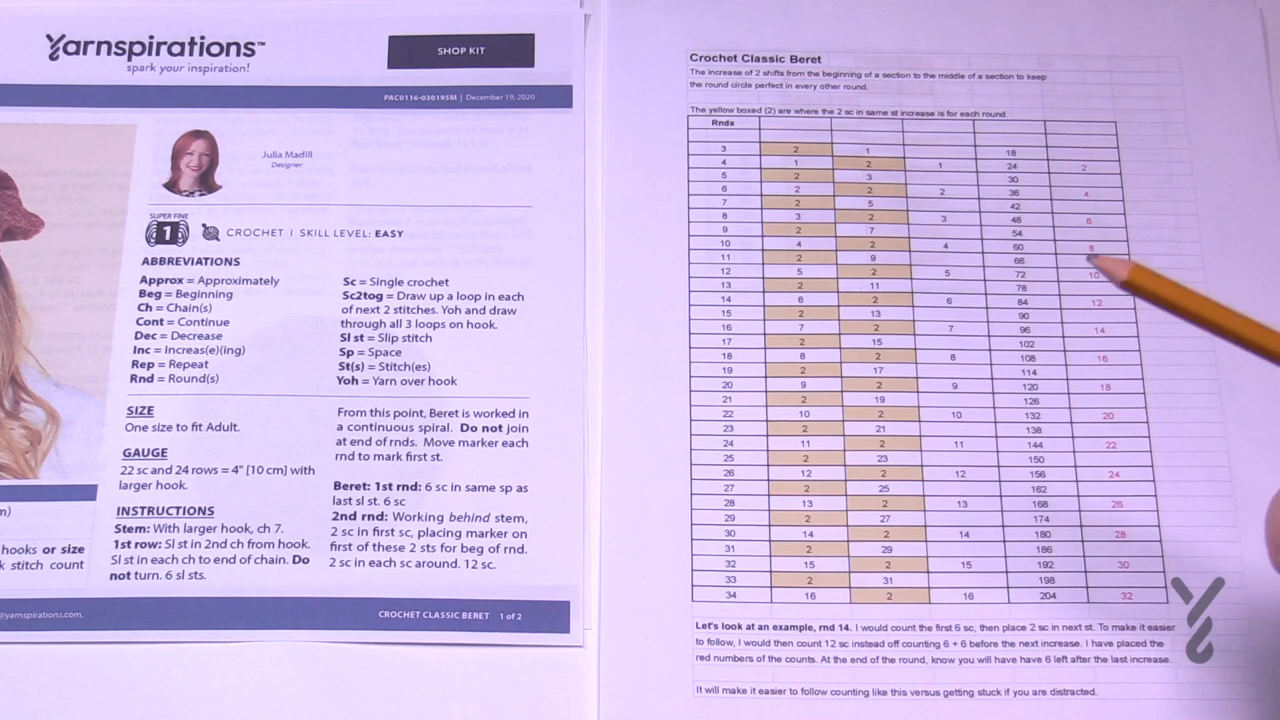 Yarnspirations™
spark your inspiration!
SHOP KIT
PAC0116-030195M | December 19, 2020
Julia Madill
Designer
SUPER FINE
1
CROCHET I SKILL LEVEL: EASY
ABBREVIATIONS
Approx = Approximately
Beg = Beginning
Ch = Chain(s)
Cont = Continue
Dec = Decrease
Inc = Increas(e)(ing)
Rep = Repeat
Rnd = Round(s)
Sc = Single crochet
Sc2tog = Draw up a loop in each
of next 2 stitches. Yoh and draw
through all 3 loops on hook.
Sl st = Slip stitch
Sp = Space
St(s) = Stitch(es)
Yoh = Yarn over hook
SIZE
One size to fit Adult.
GAUGE
22 sc and 24 rows = 4" [10 cm] with
larger hook.
INSTRUCTIONS
Stem: With larger hook, ch 7.
1st row: Sl st in 2nd ch from hook.
Sl st in each ch to end of chain. Do
not turn. 6 sl sts.
From this point, Beret is worked in
a continuous spiral. Do not join
at end of rnds. Move marker each
rnd to mark first st.
Beret: 1st rnd: 6 sc in same sp as
last sl st. 6 sc
2nd rnd: Working behind stem,
2 sc in first sc, placing marker on
first of these 2 sts for beg of rnd.
2 sc in each sc around. 12 sc.
m)
hooks or size
k stitch count
@yarnspirations.com.
CROCHET CLASSIC BERET 1 of 2
Crochet Classic Beret
The increase of 2 shifts from the beginning of a section to the middle of a section to keep
the round circle perfect in every other round.
The yellow boxed (2) are where the 2 sc in same st increase is for each round.
Rnds
3 2 1 18
4 1 2 1 24 2
5 2 3 30
6 2 2 2 36 4
7 2 5 42
8 3 2 3 48 6
9 2 7 54
10 4 2 4 60 8
11 2 9 66
12 5 2 5 72 10
13 2 11 78
14 6 2 6 84 12
15 2 13 90
16 7 2 7 96 14
17 2 15 102
18 8 2 8 108 16
19 2 17 114
20 9 2 9 120 18
21 2 19 126
22 10 2 10 132 20
23 2 21 138
24 11 2 11 144 22
25 2 23 150
26 12 2 12 156 24
27 2 25 162
28 13 2 13 168 26
29 2 27 174
30 14 2 14 180 28
31 2 29 186
32 15 2 15 192 30
33 2 31 198
34 16 2 16 204 32
Let's look at an example, rnd 14. I would count the first 6 sc, then place 2 sc in next st. To make it easier
to follow, I would then count 12 sc instead off counting 6 + 6 before the next increase. I have placed the
red numbers of the counts. At the end of the round, know you will have have 6 left after the last increase.
It will make it easier to follow counting like this versus getting stuck if you are distracted.